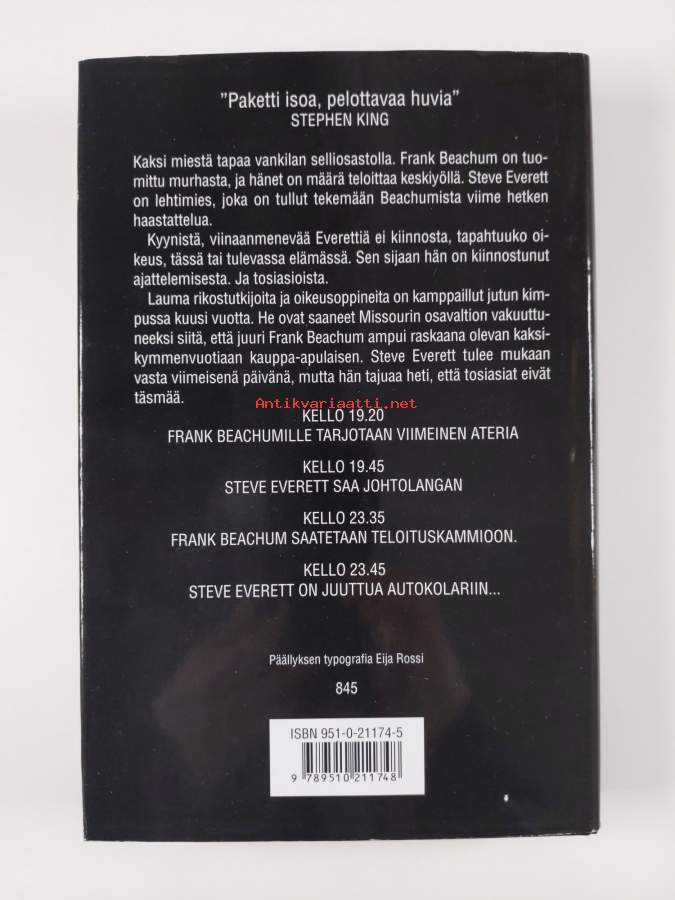 ”Paketti isoa, pelottavaa huvia”
STEPHEN KING
Kaksi miestä tapaa vankilan selliosastolla. Frank Beachum on tuo-
mittu murhasta, ja hänet on määrä teloittaa keskiyöllä. Steve Everett
on lehtimies, joka on tullut tekemään Beachumista viime hetken
haastattelua.
Kyynistä, viinaanmenevää Everettiä ei kiinnosta, tapahtuuko oi-
keus, tässä tai tulevassa elämässä. Sen sijaan hän on kiinnostunut
ajattelemisesta. Ja tosiasioista.
Lauma rikostutkijoita ja oikeusoppineita on kamppaillut jutun kim-
pussa kuusi vuotta. He ovat saaneet Missourin osavaltion vakuuttu-
neeksi siitä, että juuri Frank Beachum ampui raskaana olevan kaksi-
kymmenvuotiaan kauppa-apulaisen. Steve Everett tulee mukaan
vasta viimeisenä päivänä, mutta hän tajuaa heti, että tosiasiat eivät
täsmää.
Antikvariaatti.net
KELLO 19.20
FRANK BEACHUMILLE TARJOTAAN VIIMEINEN ATERIA
KELLO 19.45
STEVE EVERETT SAA JOHTOLANGAN
KELLO 23.35
FRANK BEACHUM SAATETAAN TELOITUSKAMMIOON.
KELLO 23.45
STEVE EVERETT ON JUUTTUA AUTOKOLARIIN...
Päällyksen typografia Eija Rossi
845
ISBN 951-0-21174-5
9 789510 211748